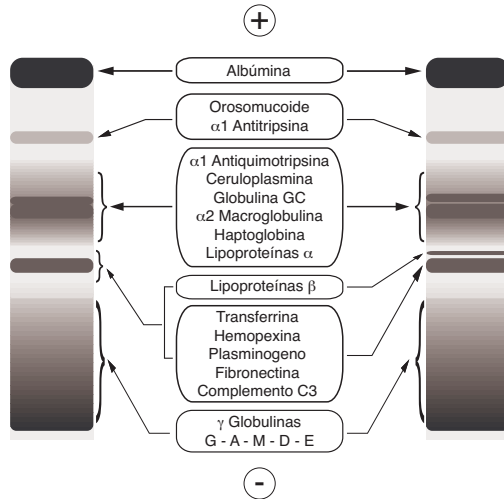 +
Albúmina
Orosomucoide
α1 Antitripsina
α1 Antiquimotripsina
Ceruloplasmina
Globulina GC
α2 Macroglobulina
Haptoglobina
Lipoproteínas α
Lipoproteínas β
Transferrina
Hemopexina
Plasminogeno
Fibronectina
Complemento C3
γ Globulinas
G - A - M - D - E
-